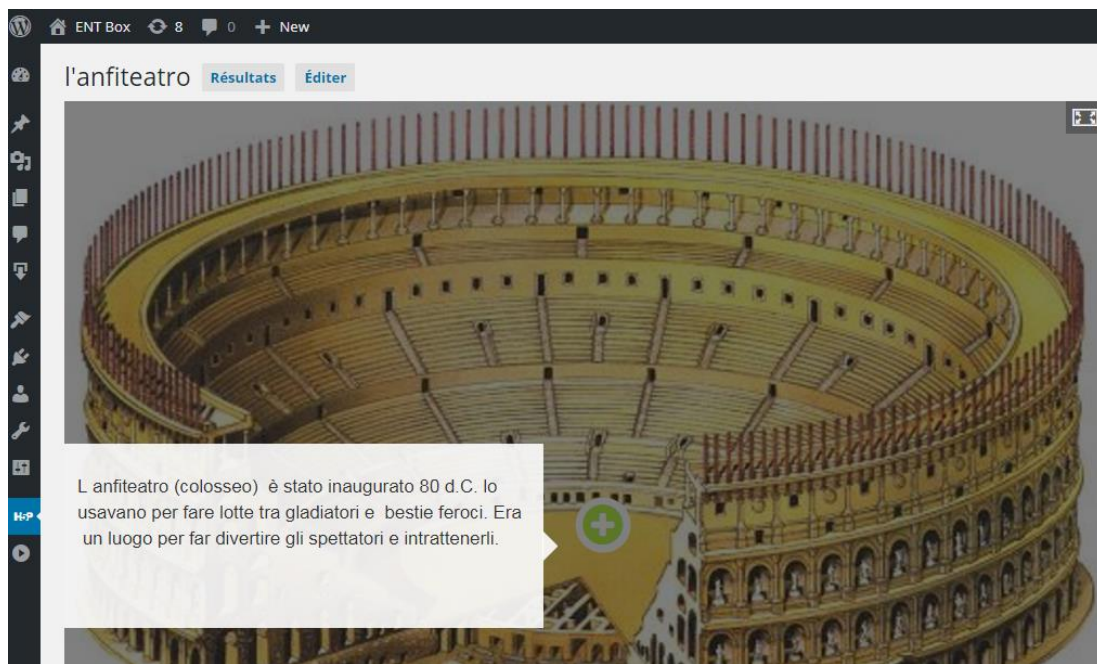 ENT Box 8 0 New
l'anfiteatro Résultats Éditer
L anfiteatro (colosseo) è stato inaugurato 80 d.C. lo
usavano per fare lotte tra gladiatori e bestie feroci. Era
un luogo per far divertire gli spettatori e intrattenerli.
H5P